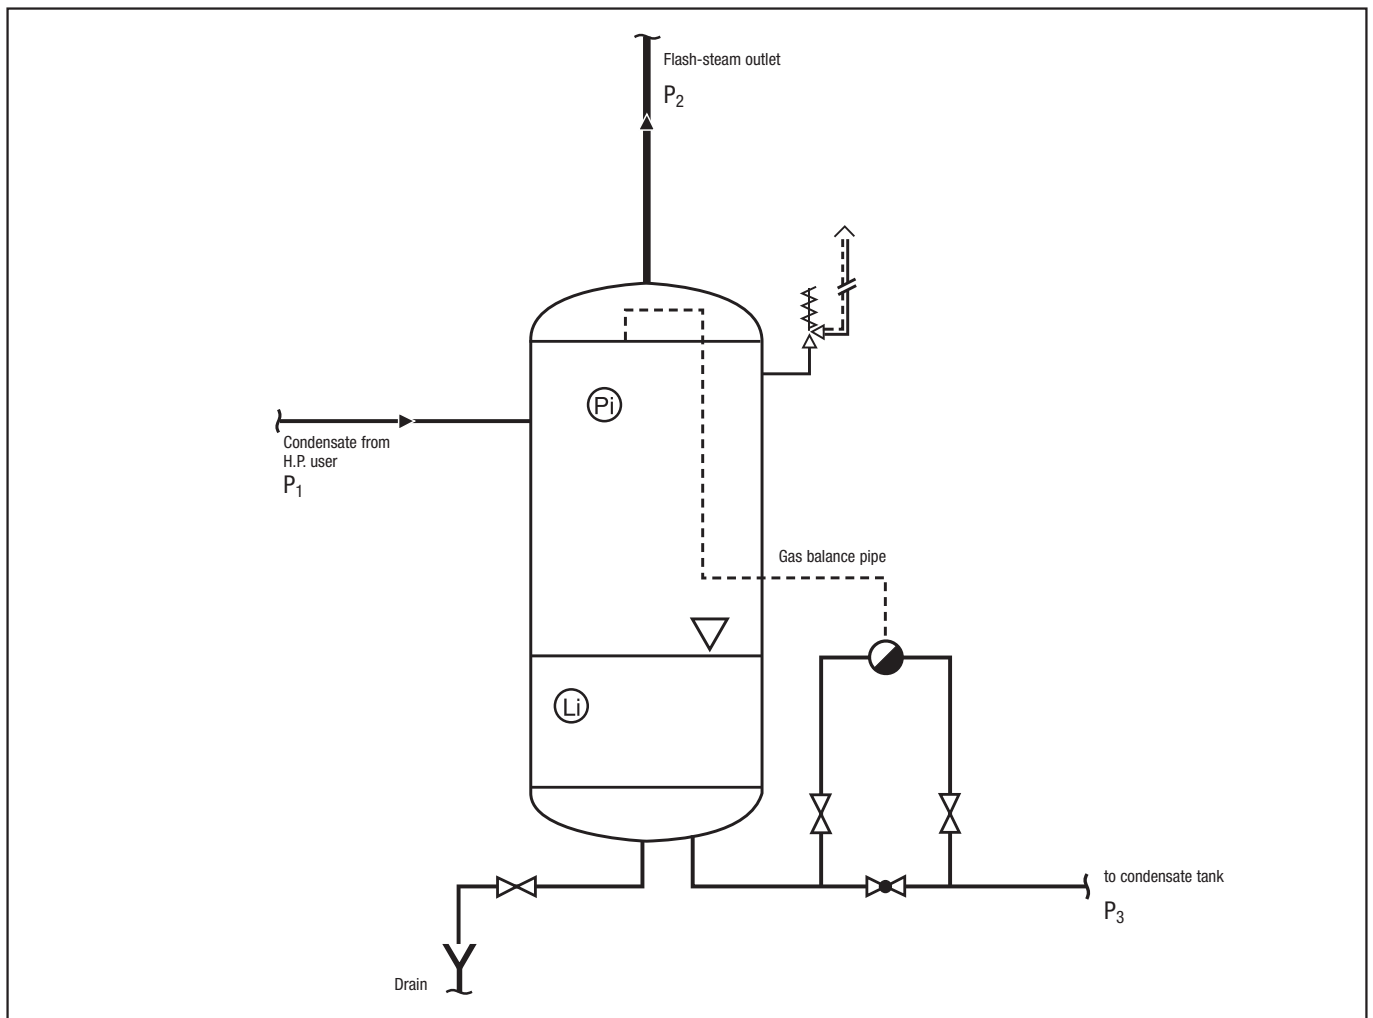 Flash-steam outlet
P2
Pi
Condensate from
H.P. user
P1
Gas balance pipe
Li
to condensate tank
P3
Drain